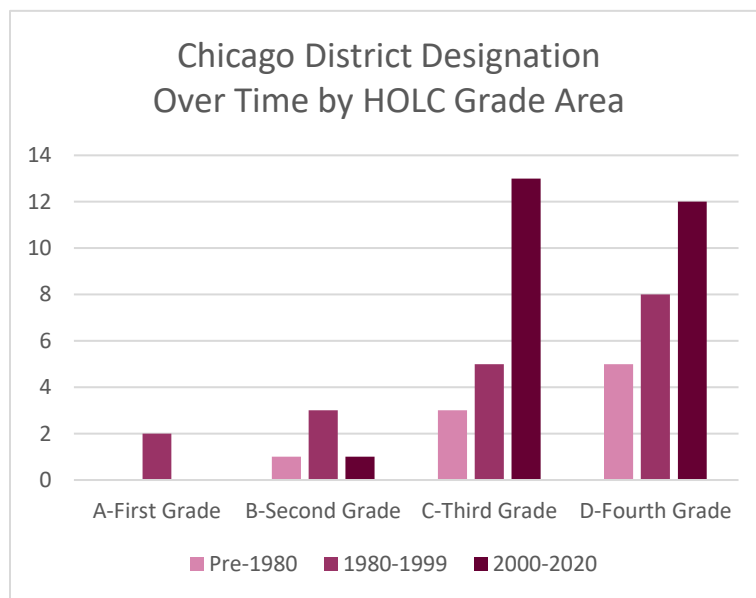 Chicago District Designation
Over Time by HOLC Grade Area
14
12
10
8
6
4
2
0
A-First Grade B-Second Grade C-Third Grade D-Fourth Grade
Pre-1980 1980-1999 2000-2020